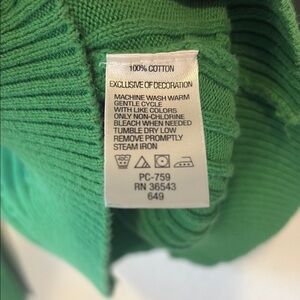 100% COTTON
EXCLUSIVE OF DECORATION
MACHINE WASH WARM
GENTLE CYCLE
WITH LIKE COLORS
ONLY NON-CHLORINE
BLEACH WHEN NEEDED
TUMBLE DRY LOW
REMOVE PROMPTLY
STEAM IRON
PC-759
RN 36543
649